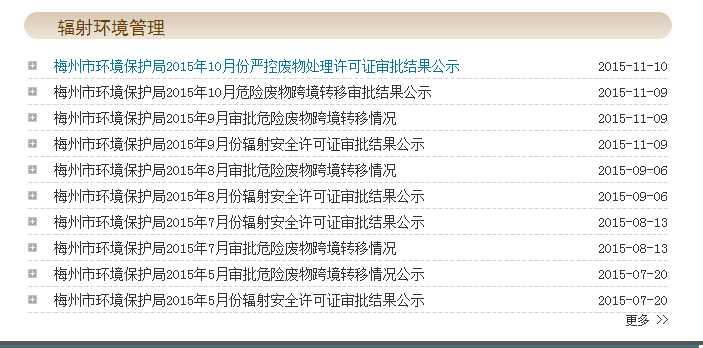 辐射环境管理
梅州市环境保护局2015年10月份严控废物处理许可证审批结果公示 2015-11-10
梅州市环境保护局2015年10月危险废物跨境转移审批结果公示 2015-11-09
梅州市环境保护局2015年9月审批危险废物跨境转移情况 2015-11-09
梅州市环境保护局2015年9月份辐射安全许可证审批结果公示 2015-11-09
梅州市环境保护局2015年8月审批危险废物跨境转移情况 2015-09-06
梅州市环境保护局2015年8月份辐射安全许可证审批结果公示 2015-09-06
梅州市环境保护局2015年7月份辐射安全许可证审批结果公示 2015-08-13
梅州市环境保护局2015年7月审批危险废物跨境转移情况 2015-08-13
梅州市环境保护局2015年5月审批危险废物跨境转移情况公示 2015-07-20
梅州市环境保护局2015年5月份辐射安全许可证审批结果公示 2015-07-20
更多 >>